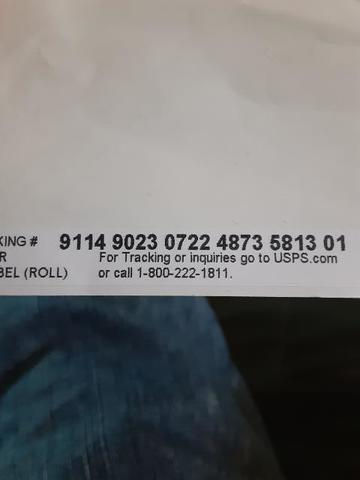 KING # 9114 9023 0722 4873 5813 01
R For Tracking or inquiries go to USPS.com
BEL (ROLL) or call 1-800-222-1811.